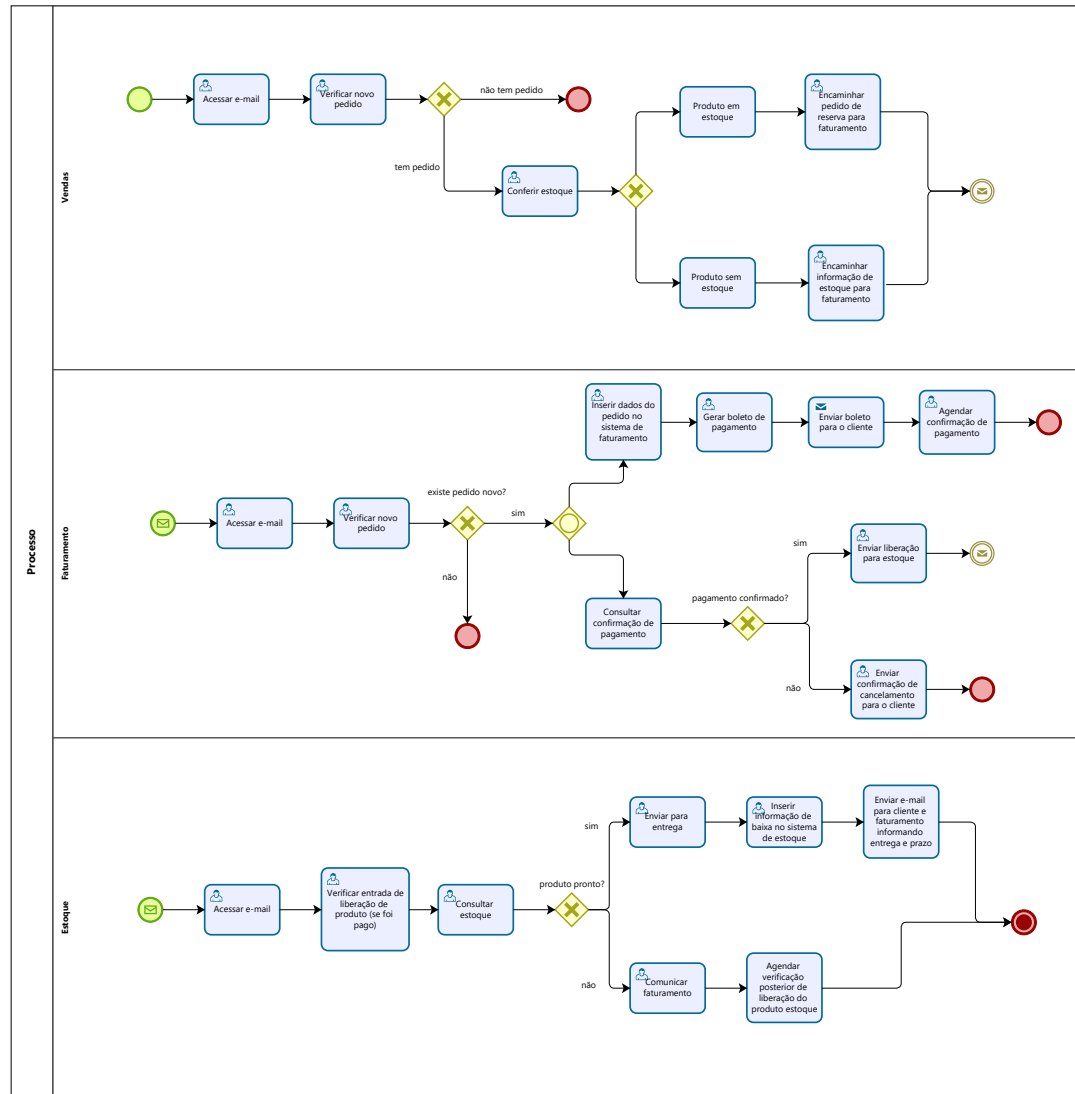 Processo
Vendas
Acessar e-mail
Verificar novo
pedido
não tem pedido
tem pedido
Conferir estoque
Produto em
estoque
Encaminhar
pedido de
reserva para
faturamento
Produto sem
estoque
Encaminhar
informação de
estoque para
faturamento
Faturamento
Acessar e-mail
Verificar novo
pedido
existe pedido novo?
sim
não
Inserir dados do
pedido no
sistema de
faturamento
Gerar boleto de
pagamento
Enviar boleto
para o cliente
Agendar
confirmação de
pagamento
Consultar
confirmação de
pagamento
pagamento confirmado?
sim
Enviar liberação
para estoque
não
Enviar
confirmação de
cancelamento
para o cliente
Estoque
Acessar e-mail
Verificar entrada de
liberação de
produto (se foi
pago)
Consultar
estoque
produto pronto?
sim
Enviar para
entrega
Inserir
informação de
baixa no sistema
de estoque
Enviar e-mail
para cliente e
faturamento
informando
entrega e prazo
não
Comunicar
faturamento
Agendar
verificação
posterior de
liberação do
produto estoque